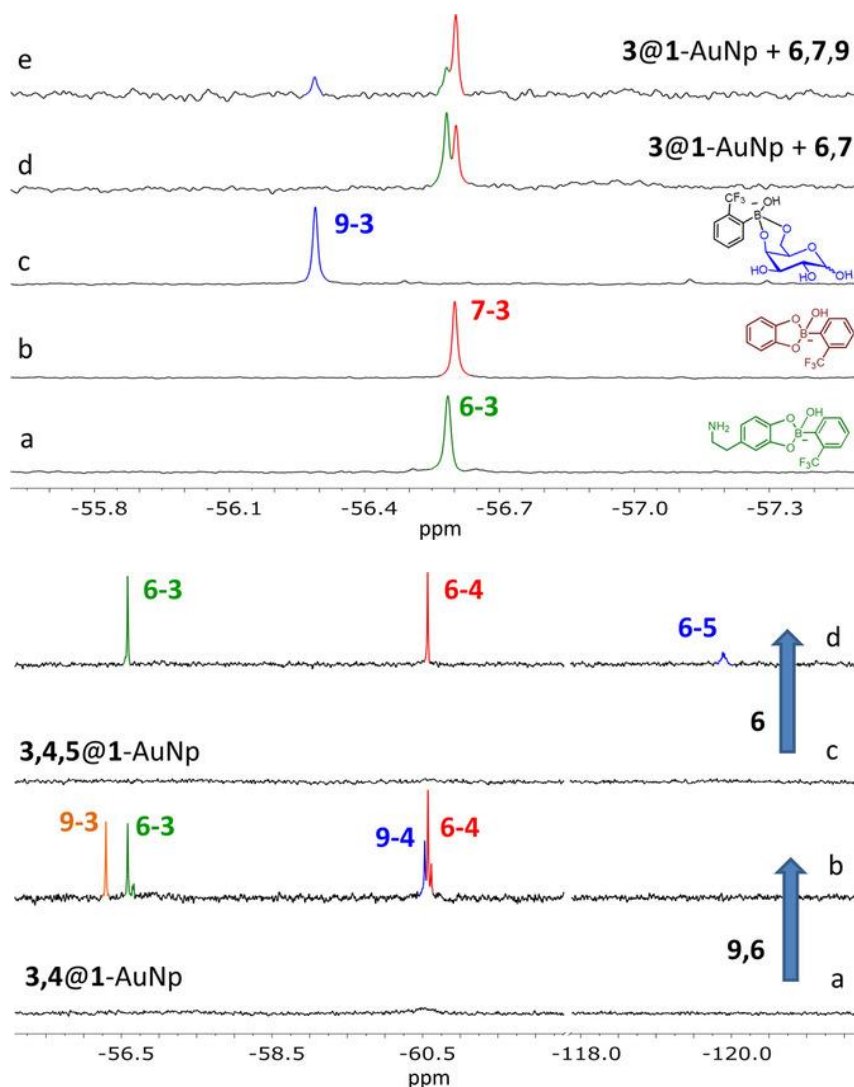 e
3@1-AuNp + 6,7,9
d
3@1-AuNp + 6,7
c
9-3
CF3
OH
B
−
O
O
O
HO
HO
OH
b
7-3
O
OH
B
−
O
F3C
a
6-3
NH2
O
OH
B
−
O
F3C
-55.8 -56.1 -56.4 -56.7 -57.0 -57.3
ppm
6-3
6-4
6-5
d
6
3,4,5@1-AuNp
c
9-3
6-3
9-4
6-4
b
9,6
3,4@1-AuNp
a
-56.5 -58.5 -60.5 -118.0 -120.0
ppm